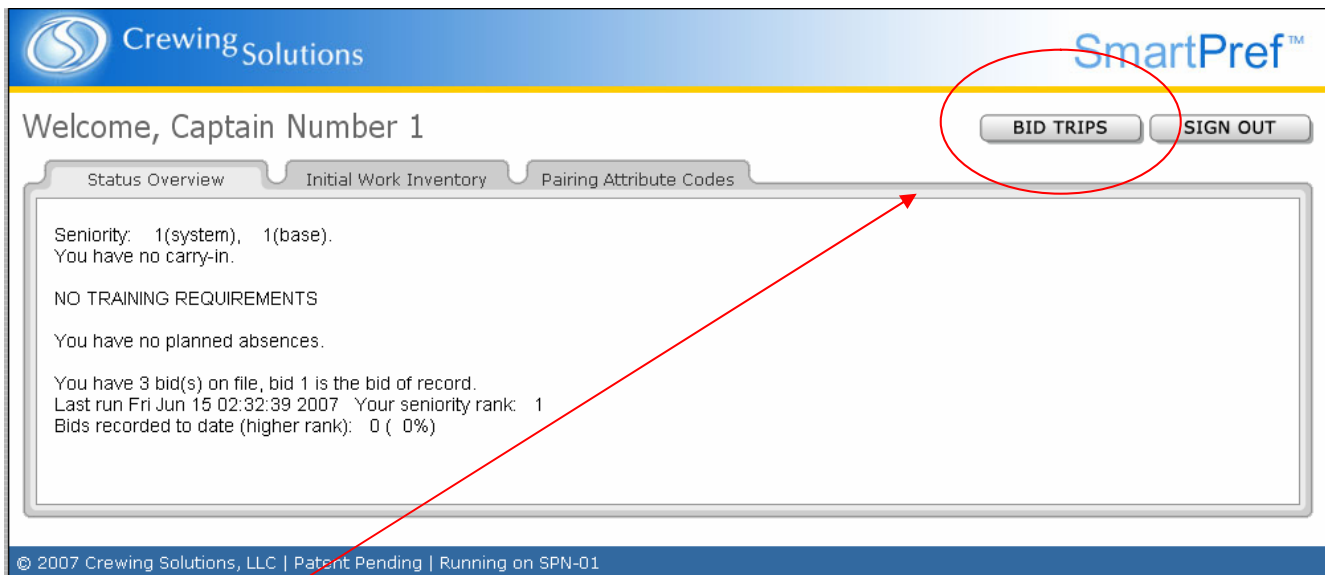 Crewing Solutions
SmartPref™
Welcome, Captain Number 1
BID TRIPS
SIGN OUT
Status Overview
Initial Work Inventory
Pairing Attribute Codes
Seniority: 1(system), 1(base).
You have no carry-in.
NO TRAINING REQUIREMENTS
You have no planned absences.
You have 3 bid(s) on file, bid 1 is the bid of record.
Last run Fri Jun 15 02:32:39 2007 Your seniority rank: 1
Bids recorded to date (higher rank): 0 ( 0%)
© 2007 Crewing Solutions, LLC | Patent Pending | Running on SPN-01